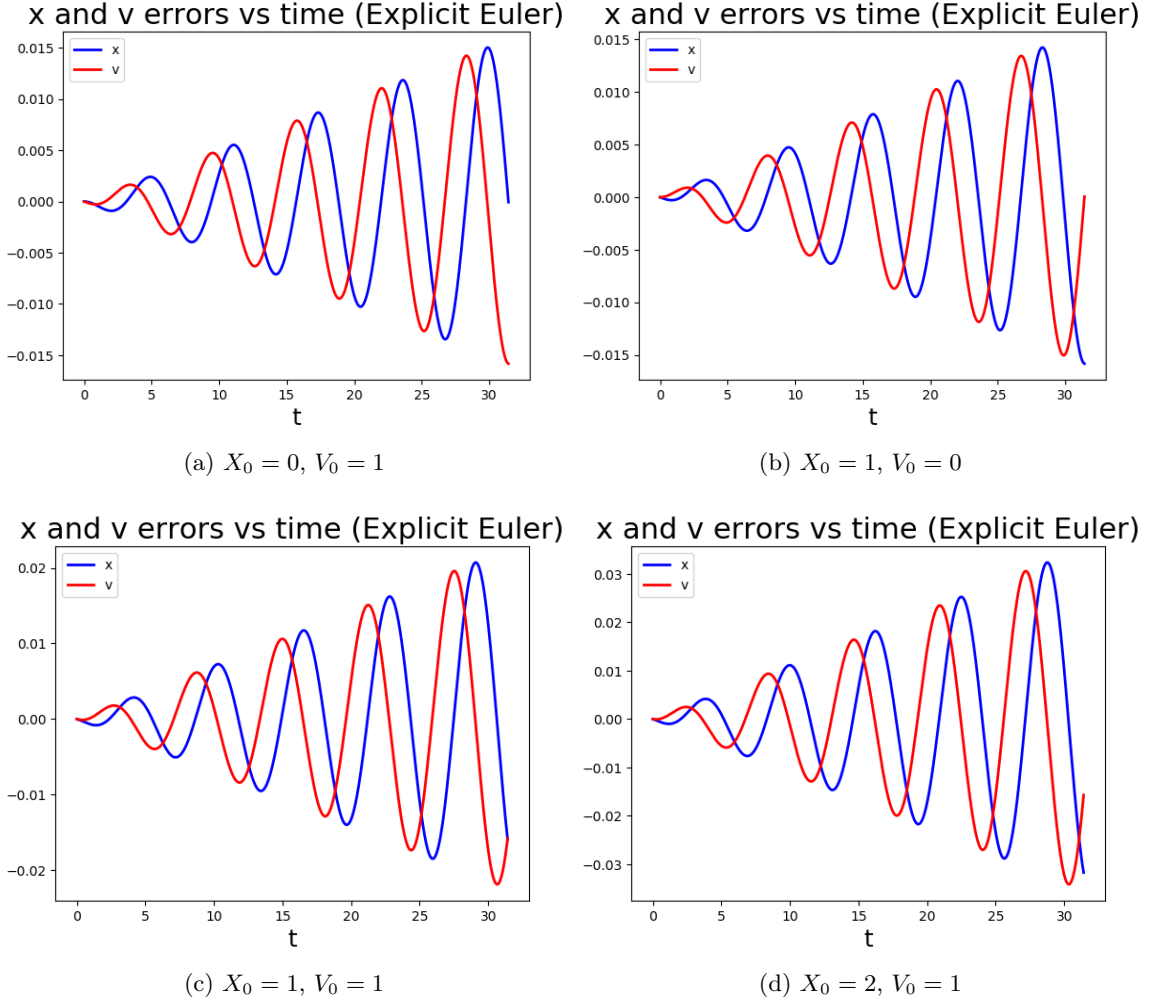 x and v errors vs time (Explicit Euler)
x
v
0.015
0.010
0.005
0.000
−0.005
−0.010
−0.015
0 5 10 15 20 25 30
t
(a) X₀ = 0, V₀ = 1
x and v errors vs time (Explicit Euler)
x
v
0.015
0.010
0.005
0.000
−0.005
−0.010
−0.015
0 5 10 15 20 25 30
t
(b) X₀ = 1, V₀ = 0
x and v errors vs time (Explicit Euler)
x
v
0.02
0.01
0.00
−0.01
−0.02
0 5 10 15 20 25 30
t
(c) X₀ = 1, V₀ = 1
x and v errors vs time (Explicit Euler)
x
v
0.03
0.02
0.01
0.00
−0.01
−0.02
−0.03
0 5 10 15 20 25 30
t
(d) X₀ = 2, V₀ = 1